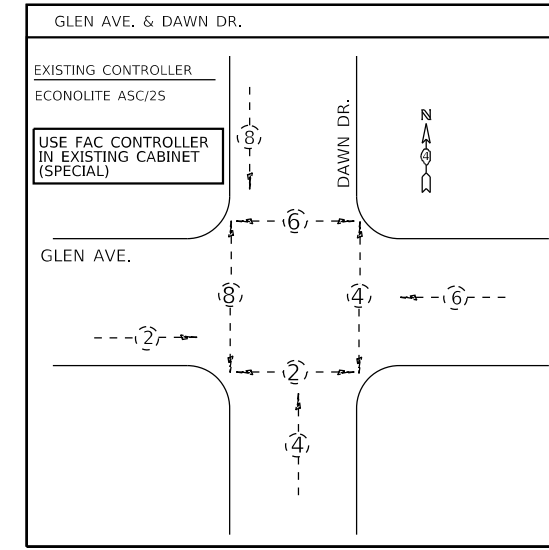 GLEN AVE. & DAWN DR.
EXISTING CONTROLLER
ECONOLITE ASC/2S
USE FAC CONTROLLER
IN EXISTING CABINET
(SPECIAL)
8
DAWN DR.
N
4
6
GLEN AVE.
8
4
6
2
2
4